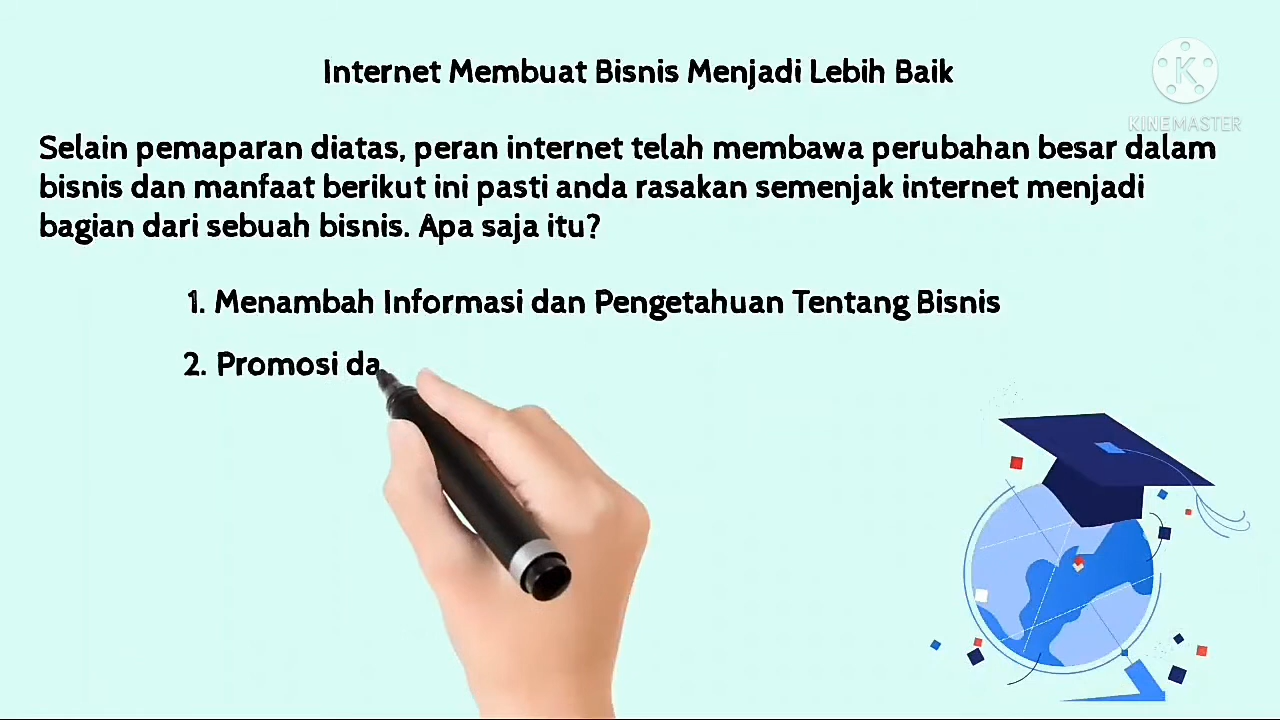 Internet Membuat Bisnis Menjadi Lebih Baik
K
KINEMASTER
Selain pemaparan diatas, peran internet telah membawa perubahan besar dalam
bisnis dan manfaat berikut ini pasti anda rasakan semenjak internet menjadi
bagian dari sebuah bisnis. Apa saja itu?
1. Menambah Informasi dan Pengetahuan Tentang Bisnis
2. Promosi da